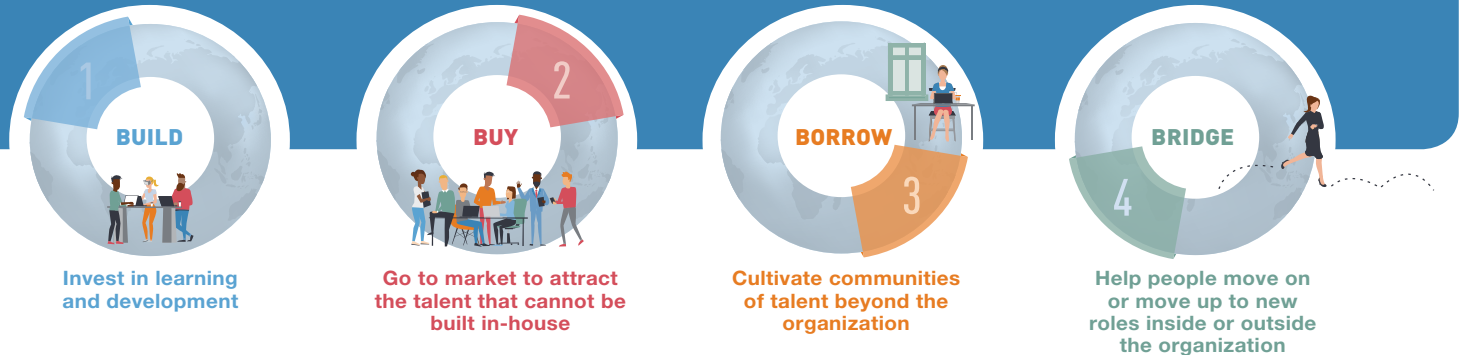 1
BUILD
Invest in learning
and development
2
BUY
Go to market to attract
the talent that cannot be
built in-house
3
BORROW
Cultivate communities
of talent beyond the
organization
4
BRIDGE
Help people move on
or move up to new
roles inside or outside
the organization